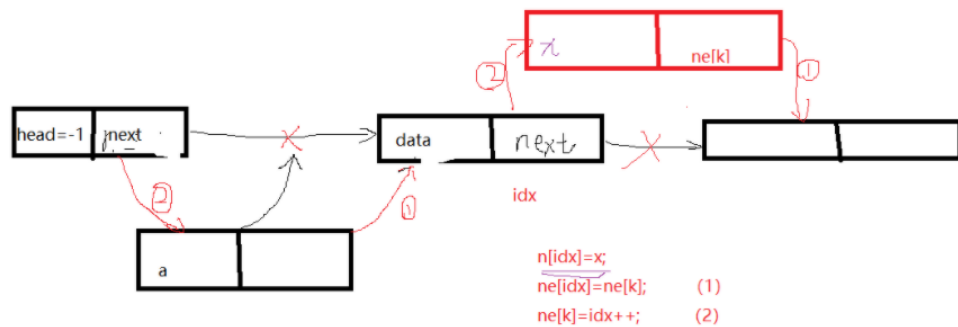 x
ne[k]
②
①
head=-1
next
data
next
②
①
idx
a
n[idx]=x;
ne[idx]=ne[k]; (1)
ne[k]=idx++; (2)